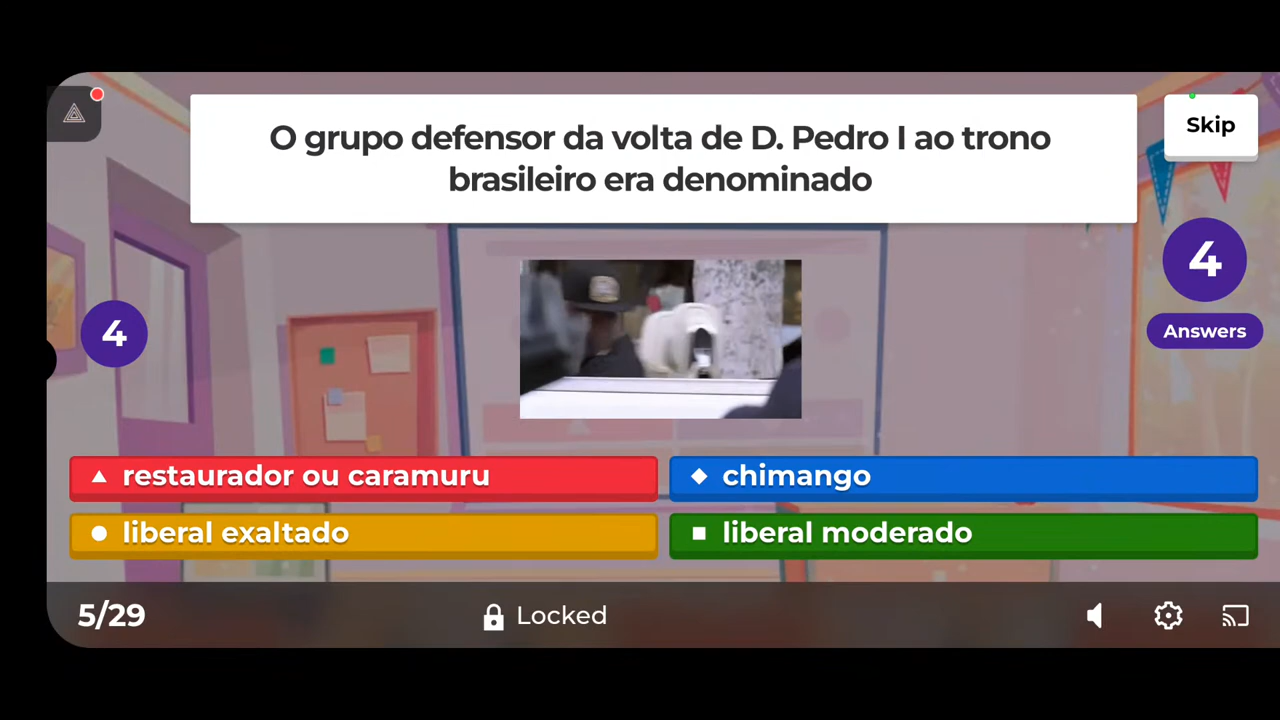 O grupo defensor da volta de D. Pedro I ao trono
brasileiro era denominado
Skip
4
4
Answers
restaurador ou caramuru
chimango
liberal exaltado
liberal moderado
5/29
Locked